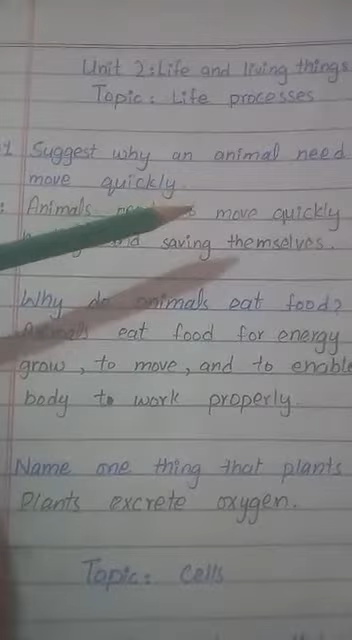 Unit 2: Life and living things
Topic: Life processes
1 Suggest why an animal need
move quickly.
: Animals move quickly
saving themselves.
Why do animals eat food?
Animals eat food for energy
grow, to move, and to enable
body to work properly.
Name one thing that plants
Plants excrete oxygen.
Topic: Cells